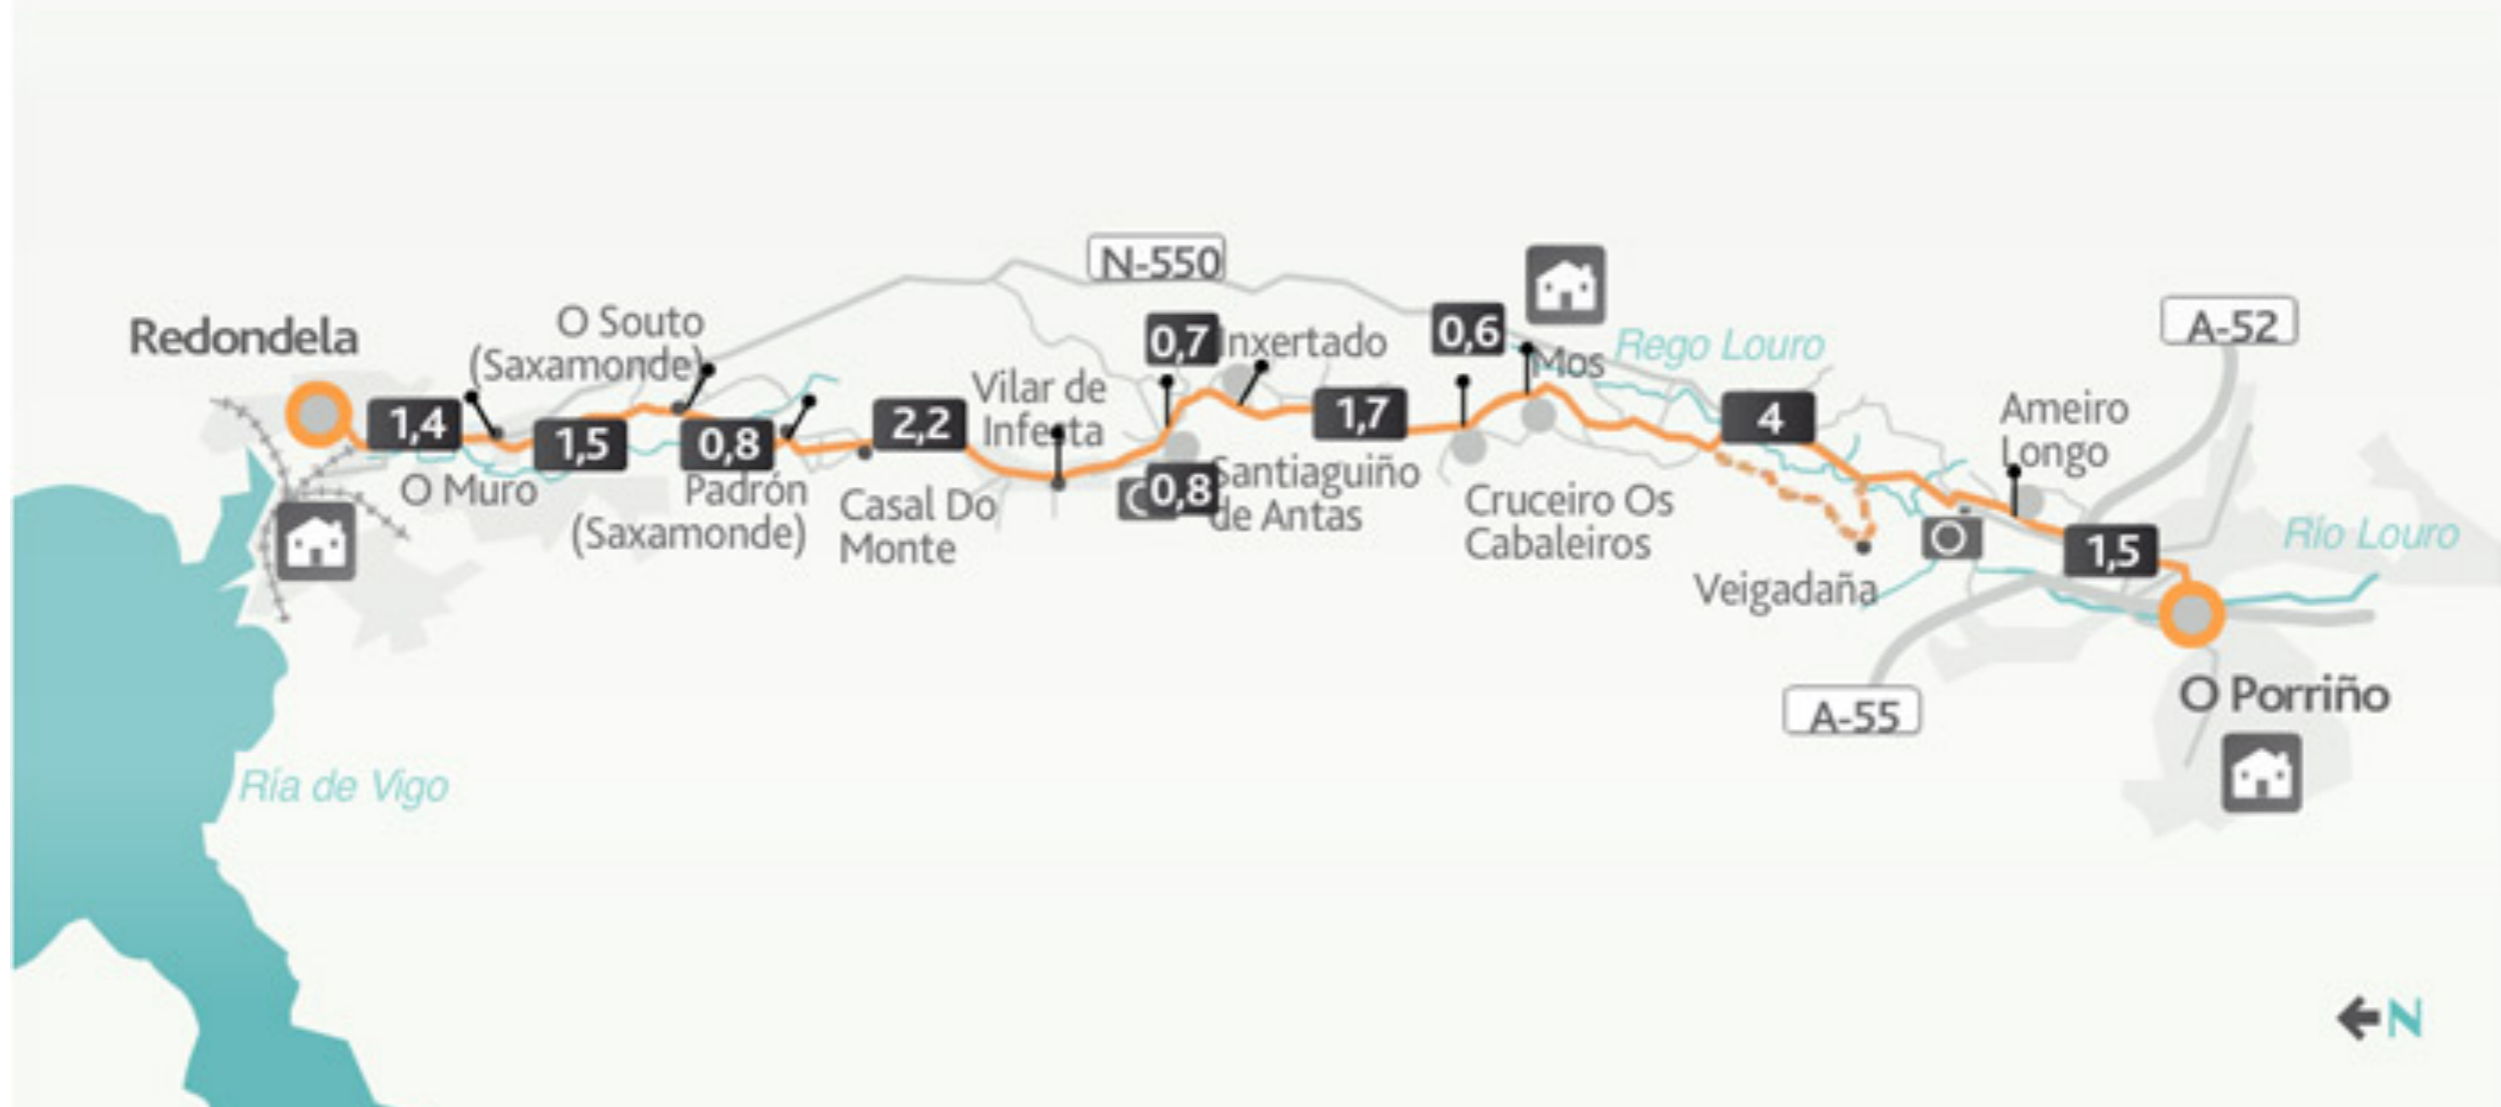 N-550
O Souto
(Saxamonde)
Redondela
0,7
Inxertado
0,6
Mos
Rego Louro
A-52
1,4
1,5
0,8
2,2
Vilar de
Infesta
1,7
4
Ameiro
Longo
O Muro
Padrón
(Saxamonde)
Casal Do
Monte
0,8
Santiaguiño
de Antas
Cruceiro Os
Cabaleiros
Veigadaña
1,5
Río Louro
A-55
O Porriño
Ría de Vigo
N